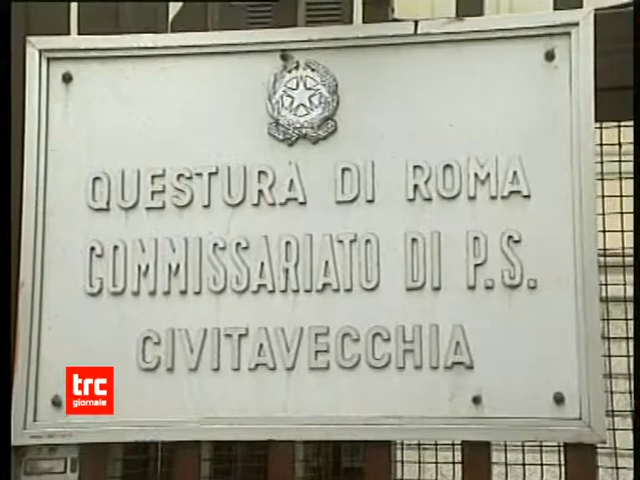 QUESTURA DI ROMA
COMMISSARIATO DI P.S.
CIVITAVECCHIA
trc
giornale